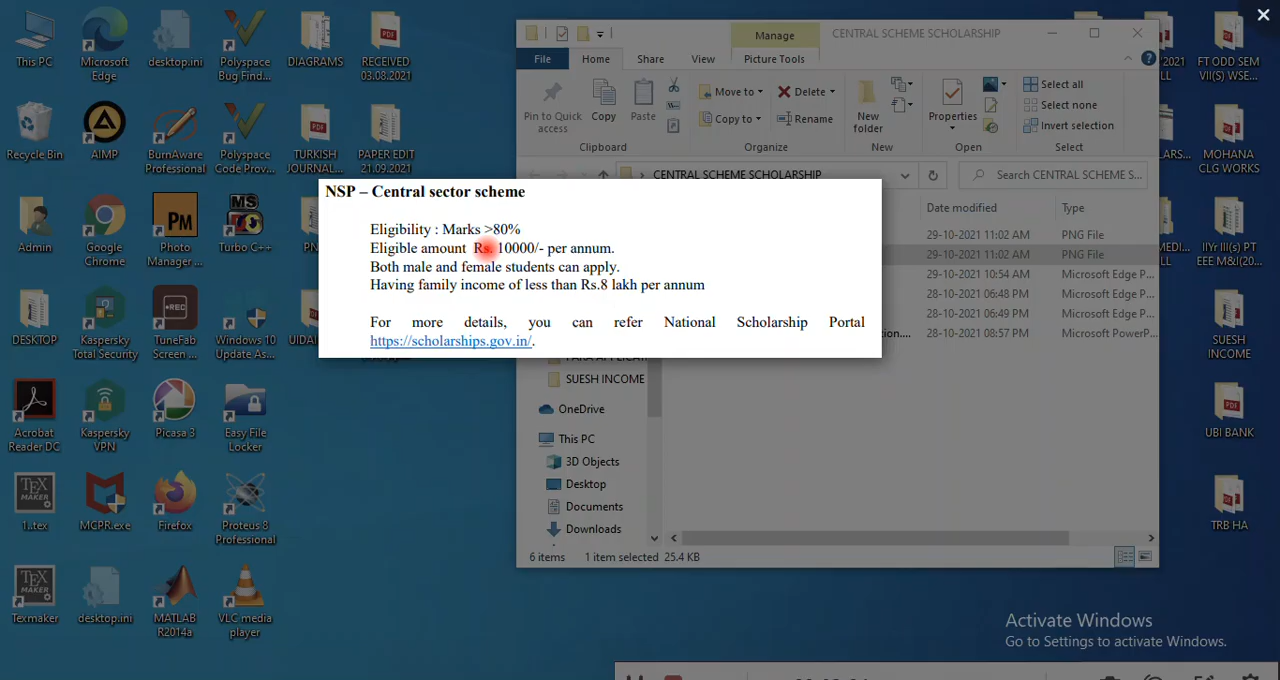 This PC
Microsoft Edge
desktop.ini
Polyspace Bug Find...
DIAGRAMS
RECEIVED 03.08.2021
Recycle Bin
AIMP
BurnAware Professional
Polyspace Code Prov...
TURKISH JOURNAL...
PAPER EDIT 21.09.2021
Admin
Google Chrome
Photo Manager ...
Turbo C++
DESKTOP
Kaspersky Total Security
TuneFab Screen ...
Windows 10 Update As...
Acrobat Reader DC
Kaspersky VPN
Picasa 3
Easy File Locker
1..tex
MCPR.exe
Firefox
Proteus 8 Professional
Texmaker
desktop.ini
MATLAB R2014a
VLC media player
Manage
CENTRAL SCHEME SCHOLARSHIP
File
Home
Share
View
Picture Tools
Pin to Quick access
Copy
Paste
Move to
Copy to
Delete
Rename
New folder
Properties
Select all
Select none
Invert selection
Clipboard
Organize
New
Open
Select
CENTRAL SCHEME SCHOLARSHIP
Search CENTRAL SCHEME S...
Date modified
Type
29-10-2021 11:02 AM PNG File
29-10-2021 11:02 AM PNG File
29-10-2021 10:54 AM Microsoft Edge P...
28-10-2021 06:48 PM Microsoft Edge P...
28-10-2021 06:49 PM Microsoft Edge P...
28-10-2021 08:57 PM Microsoft PowerP...
NSP – Central sector scheme
Eligibility : Marks >80%
Eligible amount Rs. 10000/- per annum.
Both male and female students can apply.
Having family income of less than Rs.8 lakh per annum
For more details, you can refer National Scholarship Portal
https://scholarships.gov.in/.
SUESH INCOME
OneDrive
This PC
3D Objects
Desktop
Documents
Downloads
6 items
1 item selected 25.4 KB
FT ODD SEM VII(S) WSE...
MOHANA CLG WORKS
IIYr III(s) PT EEE M&I(20...
SUESH INCOME
UBI BANK
TRB HA
Activate Windows
Go to Settings to activate Windows.